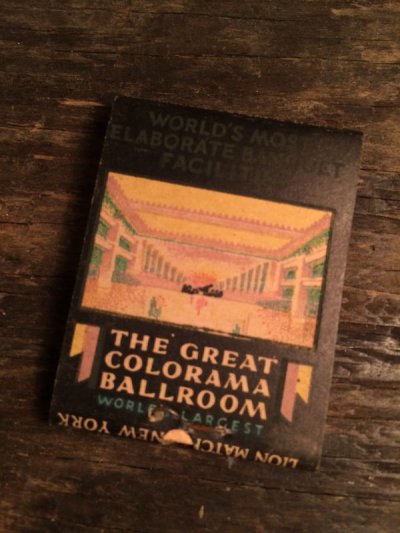 WORLD'S MOST
ELABORATE BANQUET
FACILITIES
THE GREAT
COLORAMA
BALLROOM
WORLD'S LARGEST
LION MATCH NEW YORK